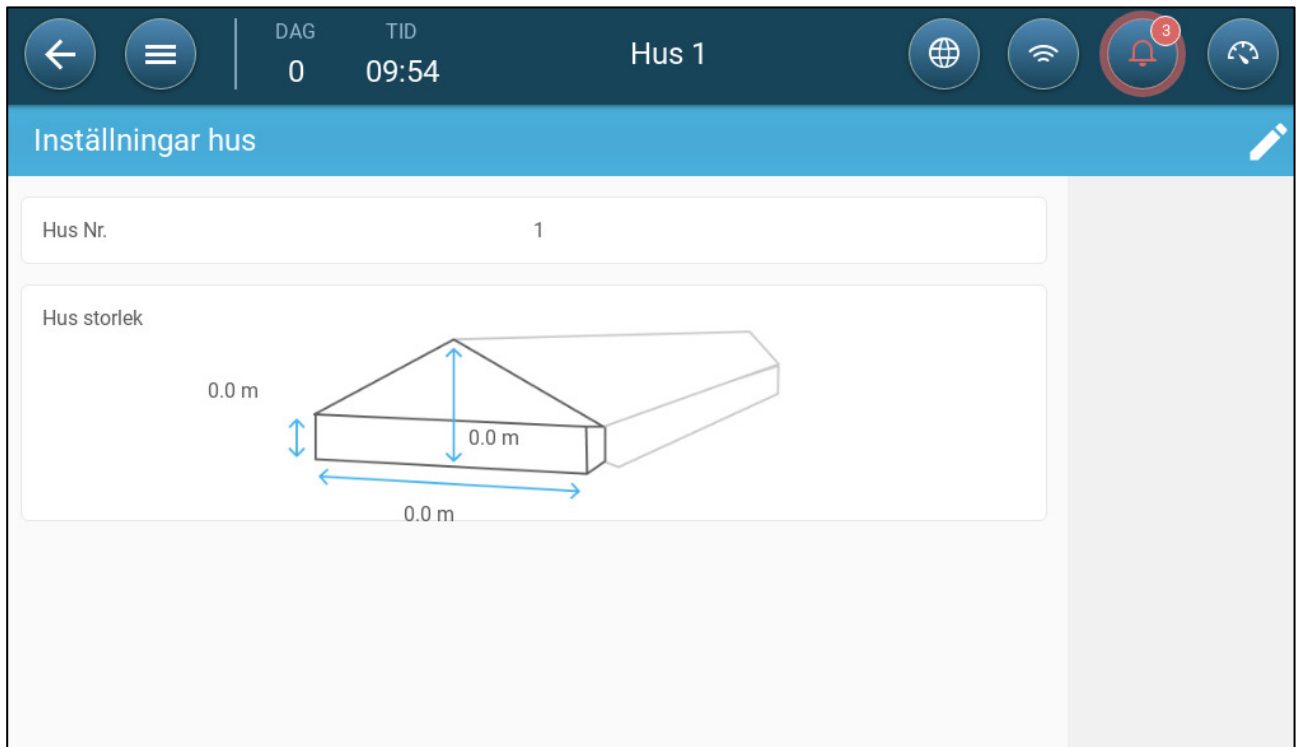 DAG TID
0 09:54 Hus 1 3
Inställningar hus
Hus Nr. 1
Hus storlek
0.0 m
0.0 m
0.0 m